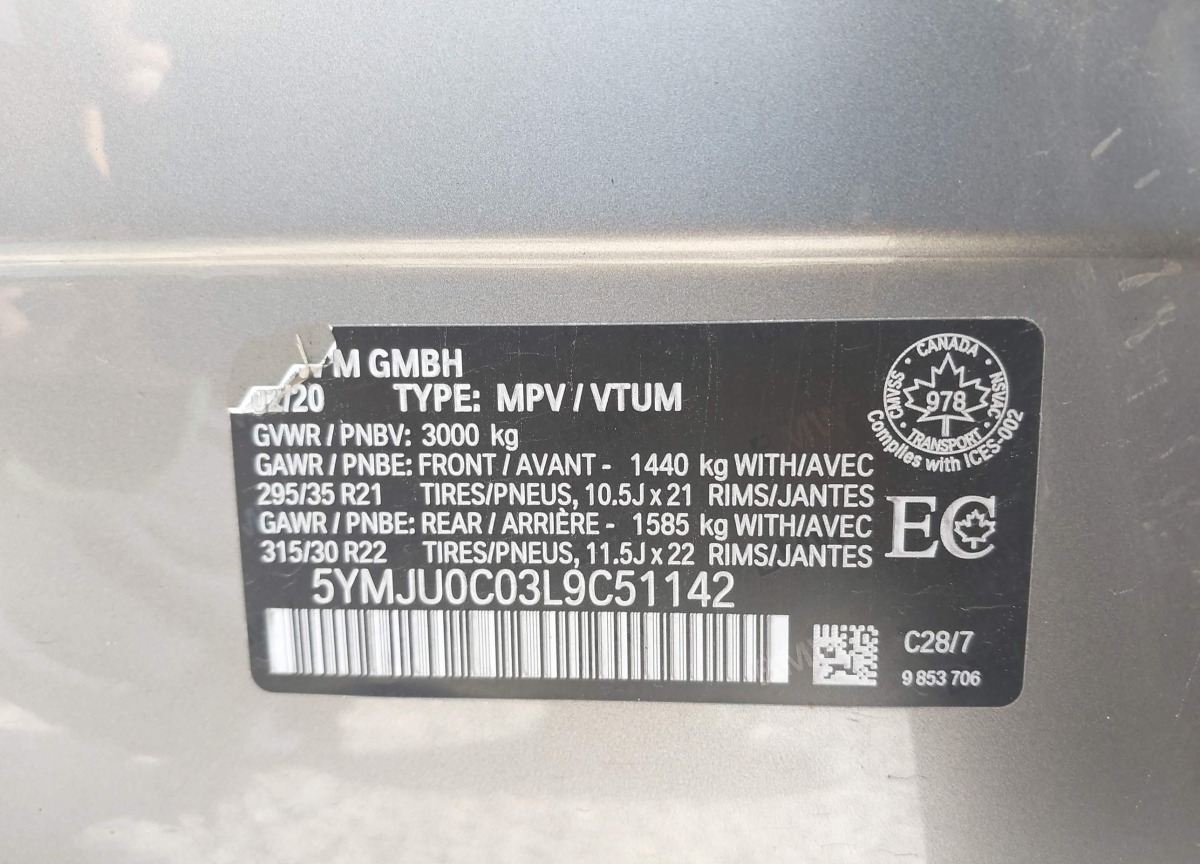 M GMBH
02/20 TYPE: MPV / VTUM
GVWR / PNBV: 3000 kg
GAWR / PNBE: FRONT / AVANT - 1440 kg WITH/AVEC
295/35 R21 TIRES/PNEUS, 10.5J x 21 RIMS/JANTES
GAWR / PNBE: REAR / ARRIÈRE - 1585 kg WITH/AVEC
315/30 R22 TIRES/PNEUS, 11.5J x 22 RIMS/JANTES
5YMJU0C03L9C51142
CANADA
CMVSS
NSVAC
978
TRANSPORT
Complies with ICES-002
EC
C28/7
9 853 706